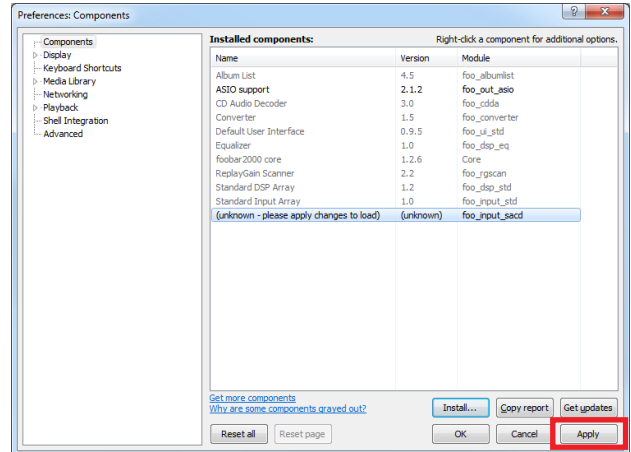 Preferences: Components
?
X
Components
Display
Keyboard Shortcuts
Media Library
Networking
Playback
Shell Integration
Advanced
Installed components: Right-click a component for additional options.
Name Version Module
Album List 4.5 foo_albumlist
ASIO support 2.1.2 foo_out_asio
CD Audio Decoder 3.0 foo_cdda
Converter 1.5 foo_converter
Default User Interface 0.9.5 foo_ui_std
Equalizer 1.0 foo_dsp_eq
foobar2000 core 1.2.6 Core
ReplayGain Scanner 2.2 foo_rgscan
Standard DSP Array 1.2 foo_dsp_std
Standard Input Array 1.0 foo_input_std
(unknown - please apply changes to load) (unknown) foo_input_sacd
Get more components
Why are some components grayed out?
Install... Copy report Get updates
Reset all Reset page OK Cancel Apply